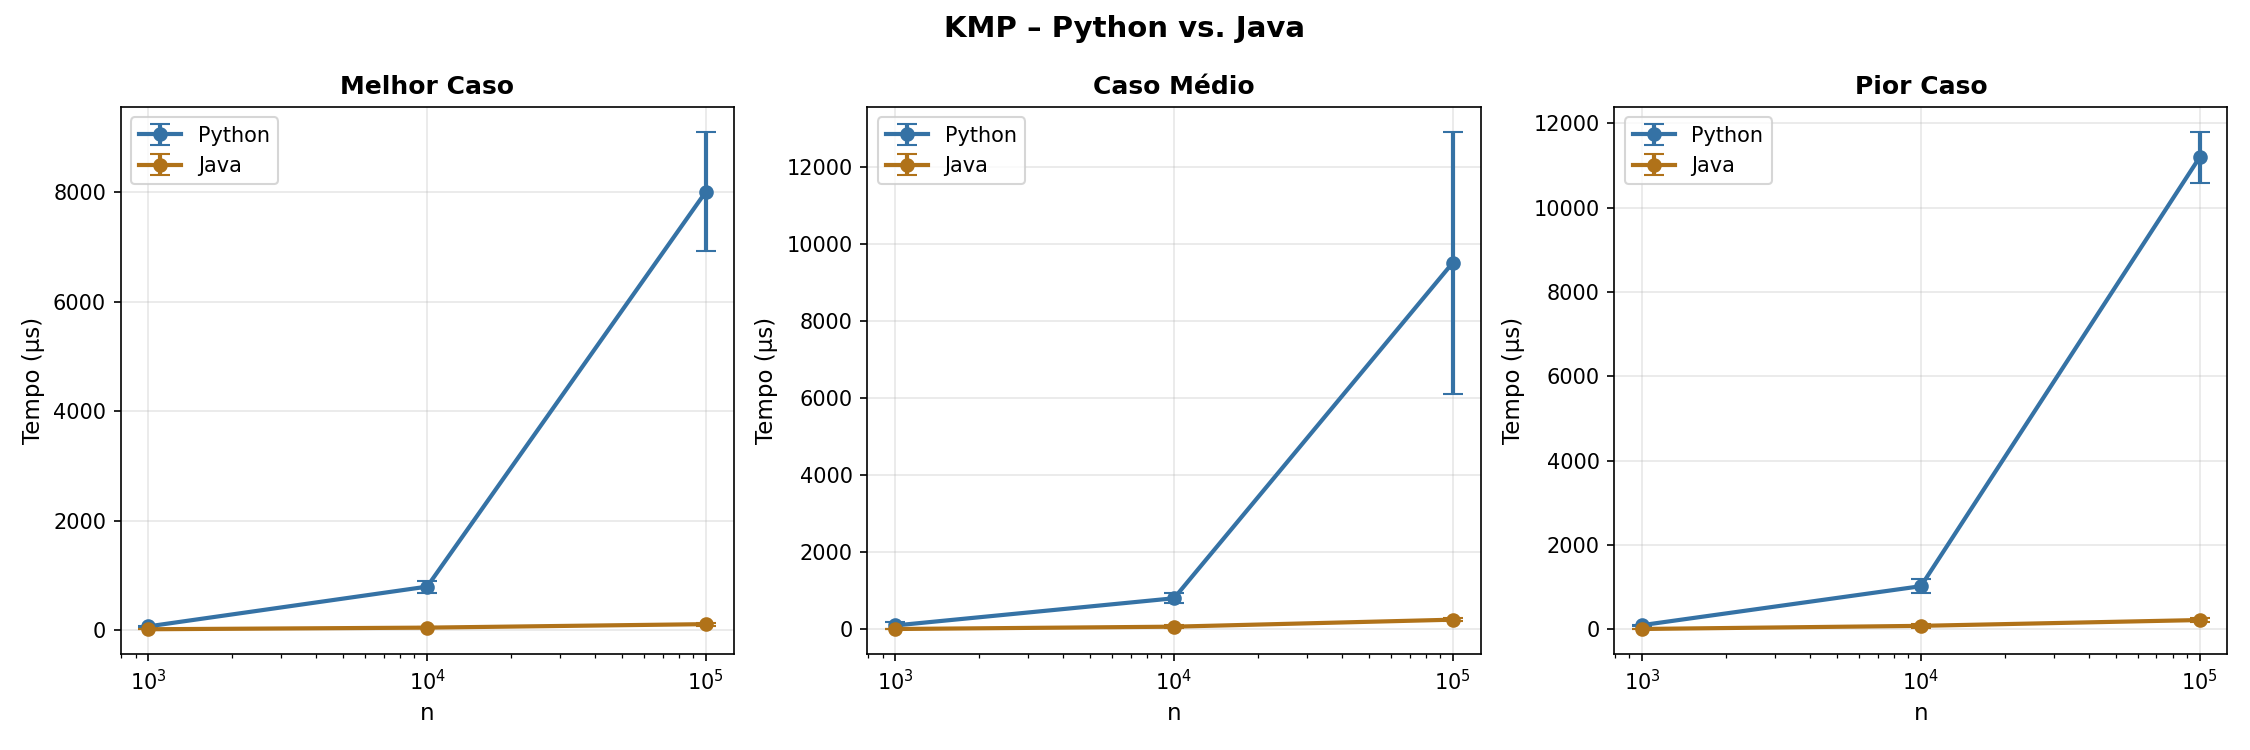 KMP – Python vs. Java
Melhor Caso
Python
Java
8000
6000
4000
2000
0
Tempo (µs)
10³
10⁴
10⁵
n
Caso Médio
Python
Java
12000
10000
8000
6000
4000
2000
0
Tempo (µs)
10³
10⁴
10⁵
n
Pior Caso
Python
Java
12000
10000
8000
6000
4000
2000
0
Tempo (µs)
10³
10⁴
10⁵
n